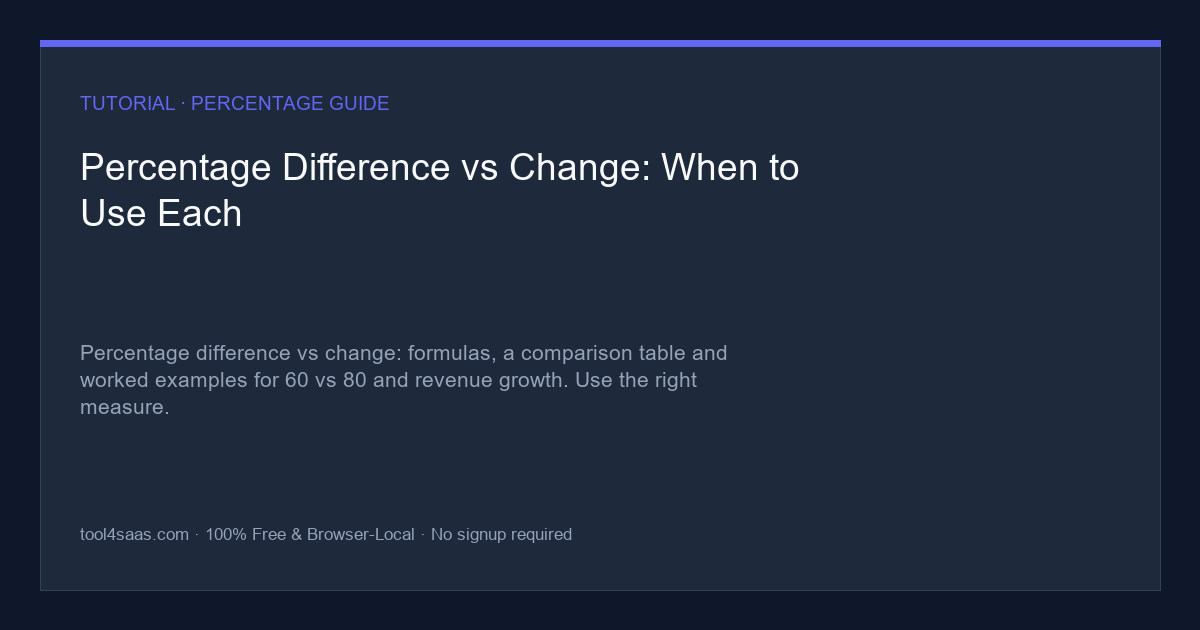 TUTORIAL · PERCENTAGE GUIDE
Percentage Difference vs Change: When to
Use Each
Percentage difference vs change: formulas, a comparison table and
worked examples for 60 vs 80 and revenue growth. Use the right
measure.
tool4saas.com · 100% Free & Browser-Local · No signup required